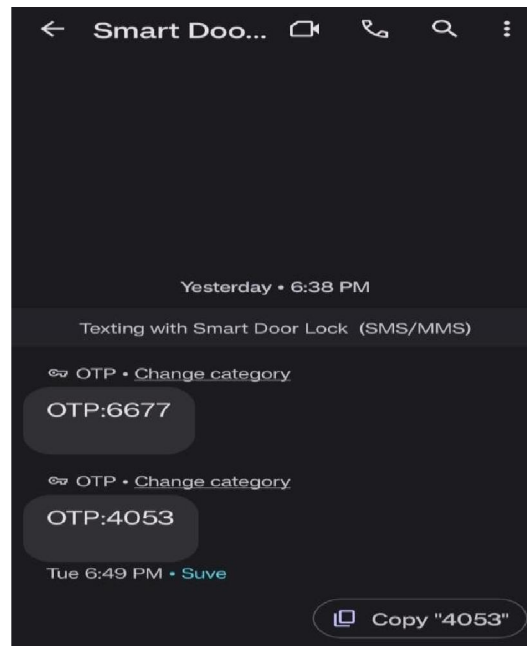 Smart Doo...
Yesterday • 6:38 PM
Texting with Smart Door Lock (SMS/MMS)
OTP • Change category
OTP:6677
OTP • Change category
OTP:4053
Tue 6:49 PM • Suve
Copy "4053"